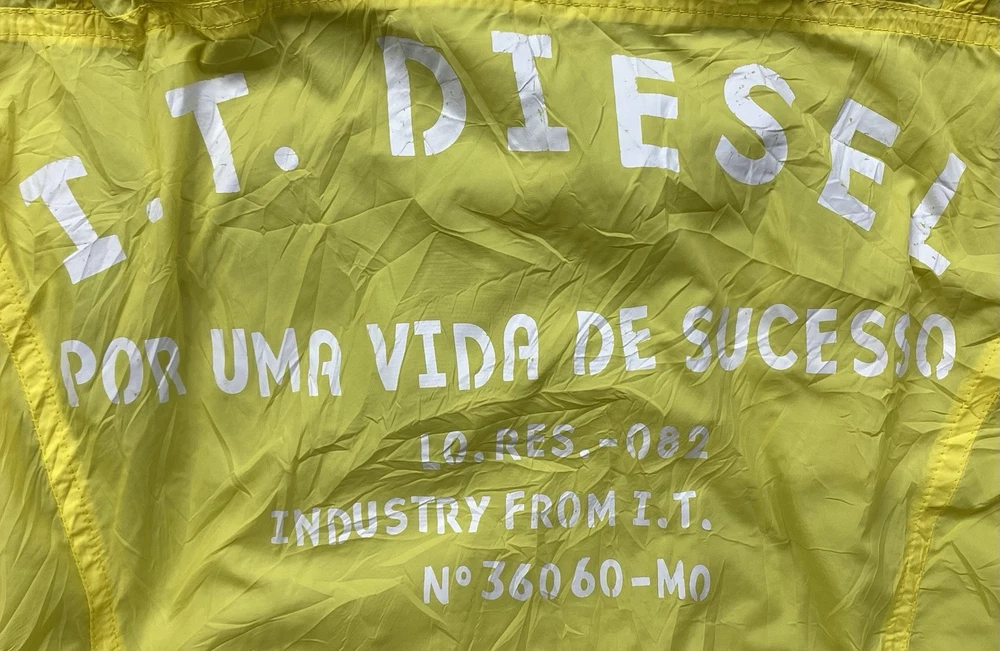 I.T. DIESEL
POR UMA VIDA DE SUCESSO
LO.RES.-082
INDUSTRY FROM I.T.
Nº36060-MO